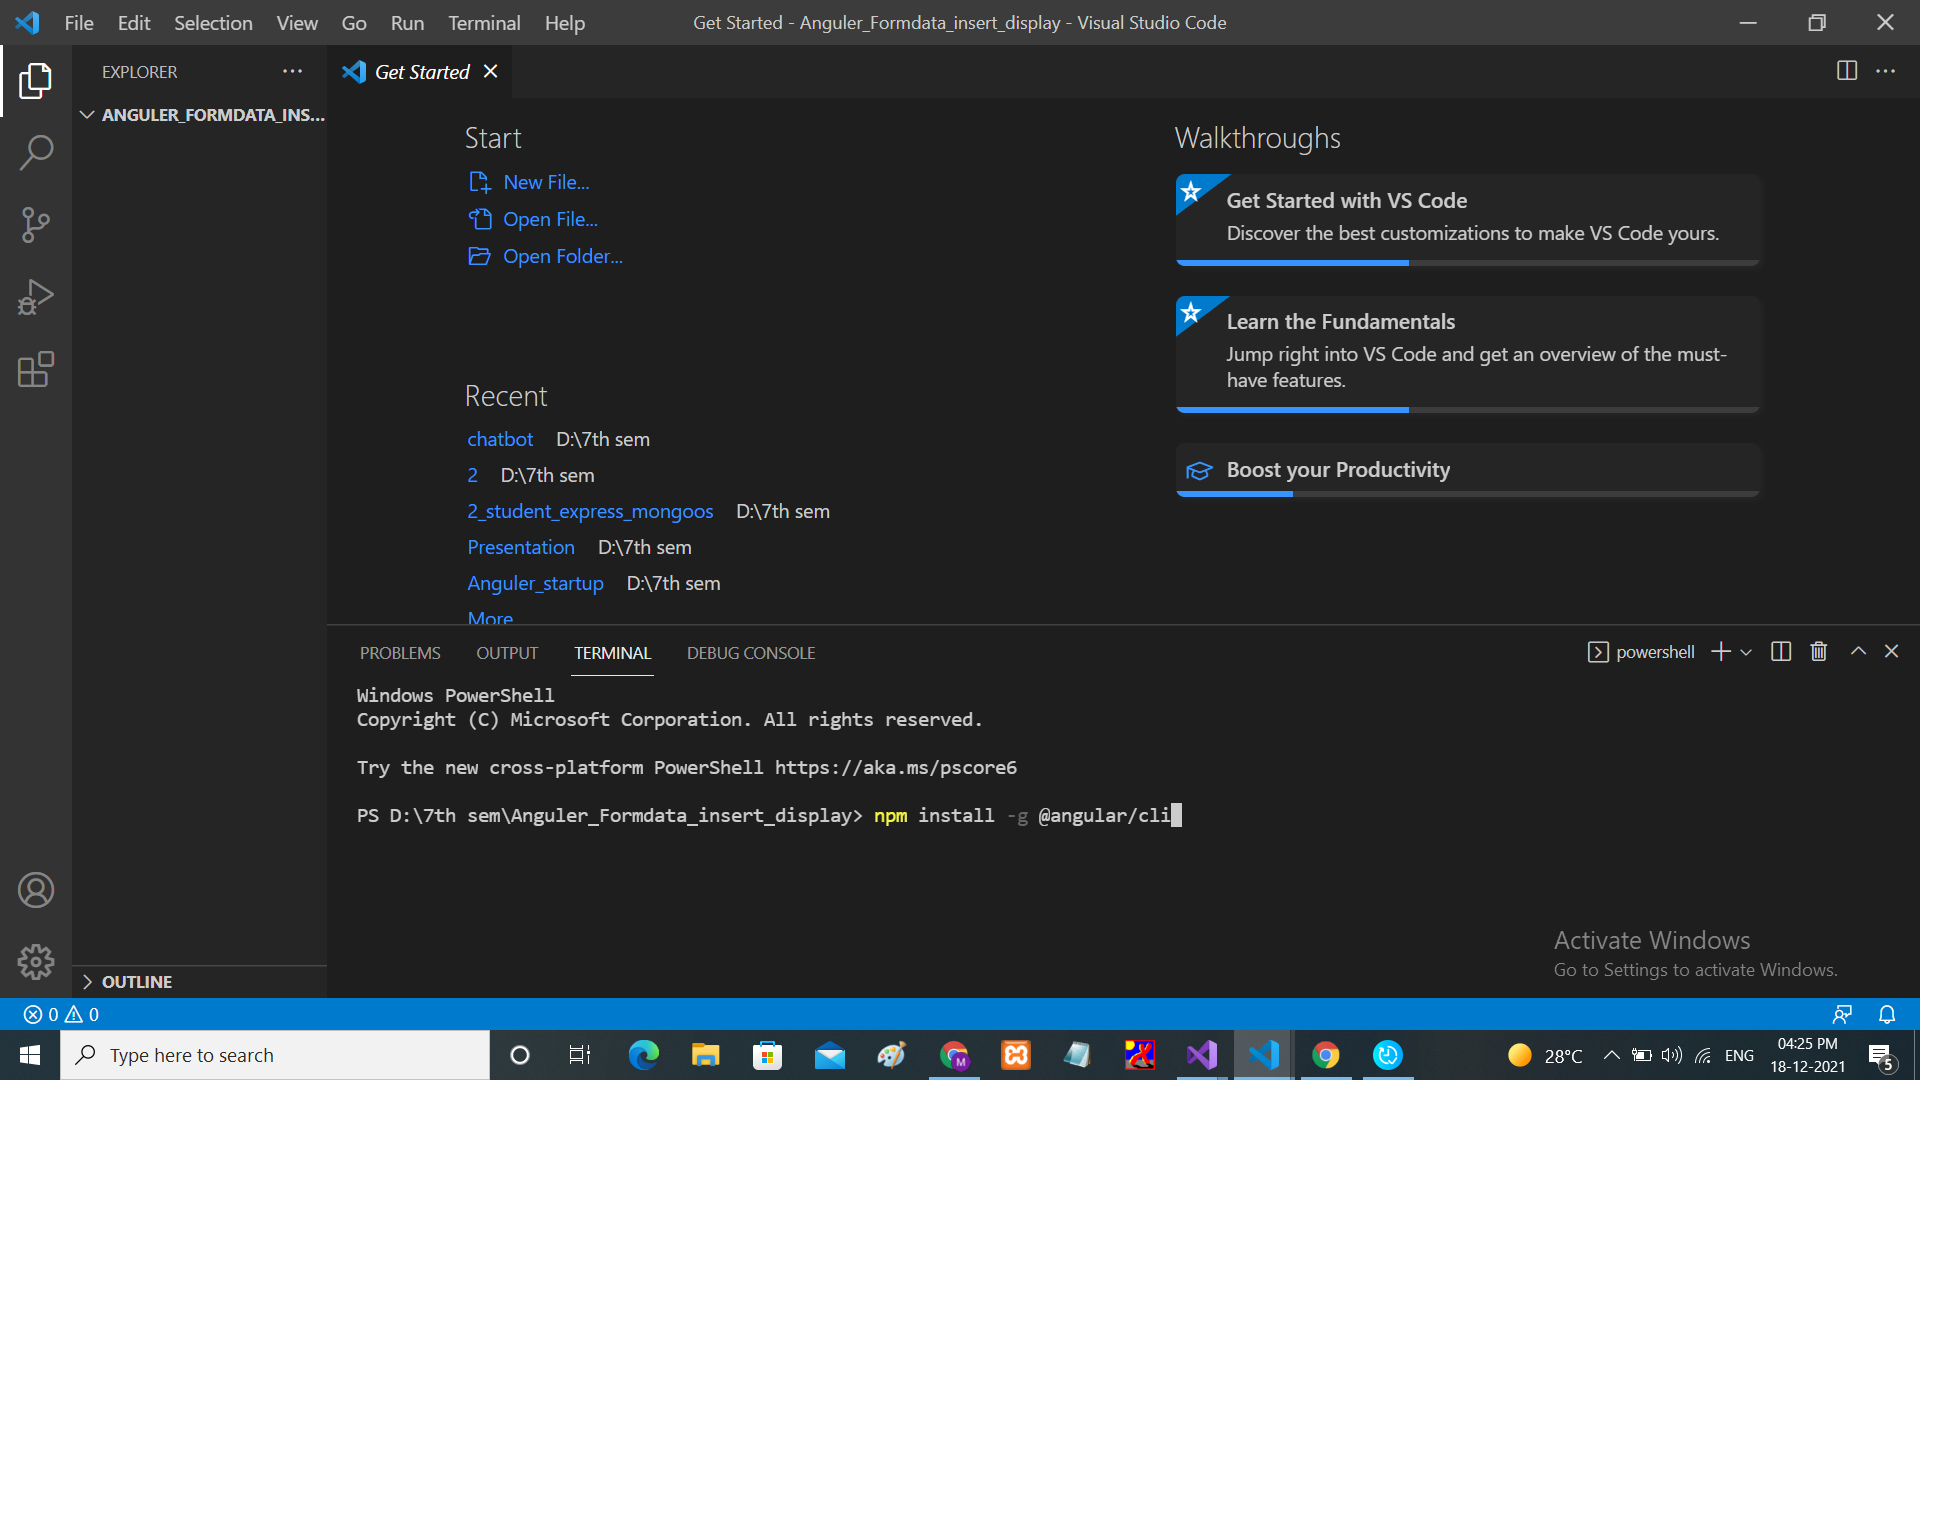 File Edit Selection View Go Run Terminal Help Get Started - Anguler_Formdata_insert_display - Visual Studio Code
EXPLORER
Get Started
ANGULER_FORMDATA_INS...
Start
New File...
Open File...
Open Folder...
Recent
chatbot D:\7th sem
2 D:\7th sem
2_student_express_mongoos D:\7th sem
Presentation D:\7th sem
Anguler_startup D:\7th sem
More
Walkthroughs
Get Started with VS Code
Discover the best customizations to make VS Code yours.
Learn the Fundamentals
Jump right into VS Code and get an overview of the must-
have features.
Boost your Productivity
PROBLEMS OUTPUT TERMINAL DEBUG CONSOLE powershell
Windows PowerShell
Copyright (C) Microsoft Corporation. All rights reserved.
Try the new cross-platform PowerShell https://aka.ms/pscore6
PS D:\7th sem\Anguler_Formdata_insert_display> npm install -g @angular/cli
Activate Windows
Go to Settings to activate Windows.
OUTLINE
0 0
Type here to search
M
28°C
ENG
04:25 PM
18-12-2021
5